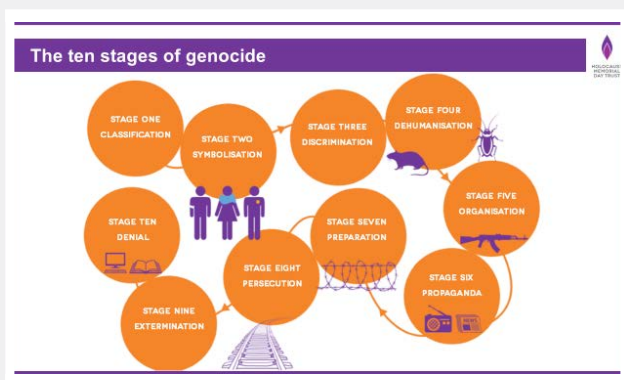 The ten stages of genocide
HOLOCAUST
MEMORIAL
DAY TRUST
STAGE ONE
CLASSIFICATION
STAGE TWO
SYMBOLISATION
STAGE THREE
DISCRIMINATION
STAGE FOUR
DEHUMANISATION
STAGE FIVE
ORGANISATION
STAGE SIX
PROPAGANDA
NEWS
STAGE SEVEN
PREPARATION
STAGE EIGHT
PERSECUTION
STAGE NINE
EXTERMINATION
STAGE TEN
DENIAL